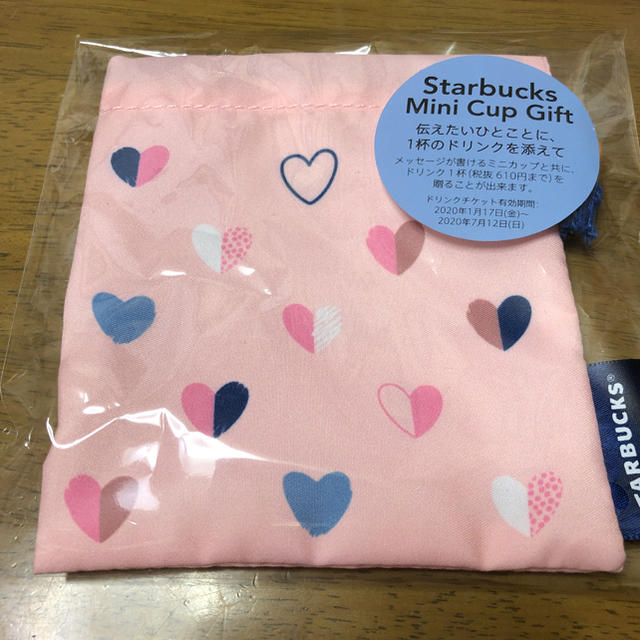 Starbucks
Mini Cup Gift
伝えたいひとことに、
1杯のドリンクを添えて
メッセージが書けるミニカップと共に、
ドリンク1杯(税抜 610円まで)を
贈ることが出来ます。
ドリンクチケット有効期間:
2020年1月17日(金)~
2020年7月12日(日)
STARBUCKS®